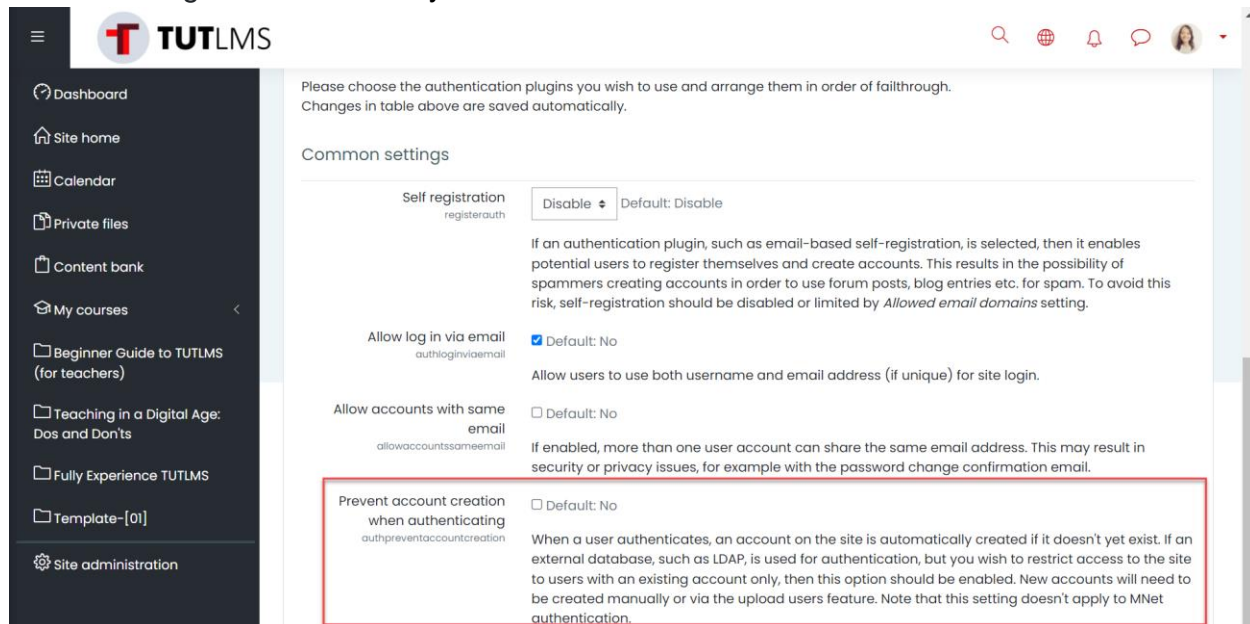 TUTLMS
Dashboard
Site home
Calendar
Private files
Content bank
My courses
Beginner Guide to TUTLMS
(for teachers)
Teaching in a Digital Age:
Dos and Don'ts
Fully Experience TUTLMS
Template-[01]
Site administration
Please choose the authentication plugins you wish to use and arrange them in order of failthrough.
Changes in table above are saved automatically.
Common settings
Self registration
registerauth
Disable Default: Disable
If an authentication plugin, such as email-based self-registration, is selected, then it enables
potential users to register themselves and create accounts. This results in the possibility of
spammers creating accounts in order to use forum posts, blog entries etc. for spam. To avoid this
risk, self-registration should be disabled or limited by Allowed email domains setting.
Allow log in via email
authloginviaemail
Default: No
Allow users to use both username and email address (if unique) for site login.
Allow accounts with same
email
allowaccountssameemail
Default: No
If enabled, more than one user account can share the same email address. This may result in
security or privacy issues, for example with the password change confirmation email.
Prevent account creation
when authenticating
authpreventaccountcreation
Default: No
When a user authenticates, an account on the site is automatically created if it doesn't yet exist. If an
external database, such as LDAP, is used for authentication, but you wish to restrict access to the site
to users with an existing account only, then this option should be enabled. New accounts will need to
be created manually or via the upload users feature. Note that this setting doesn't apply to MNet
authentication.